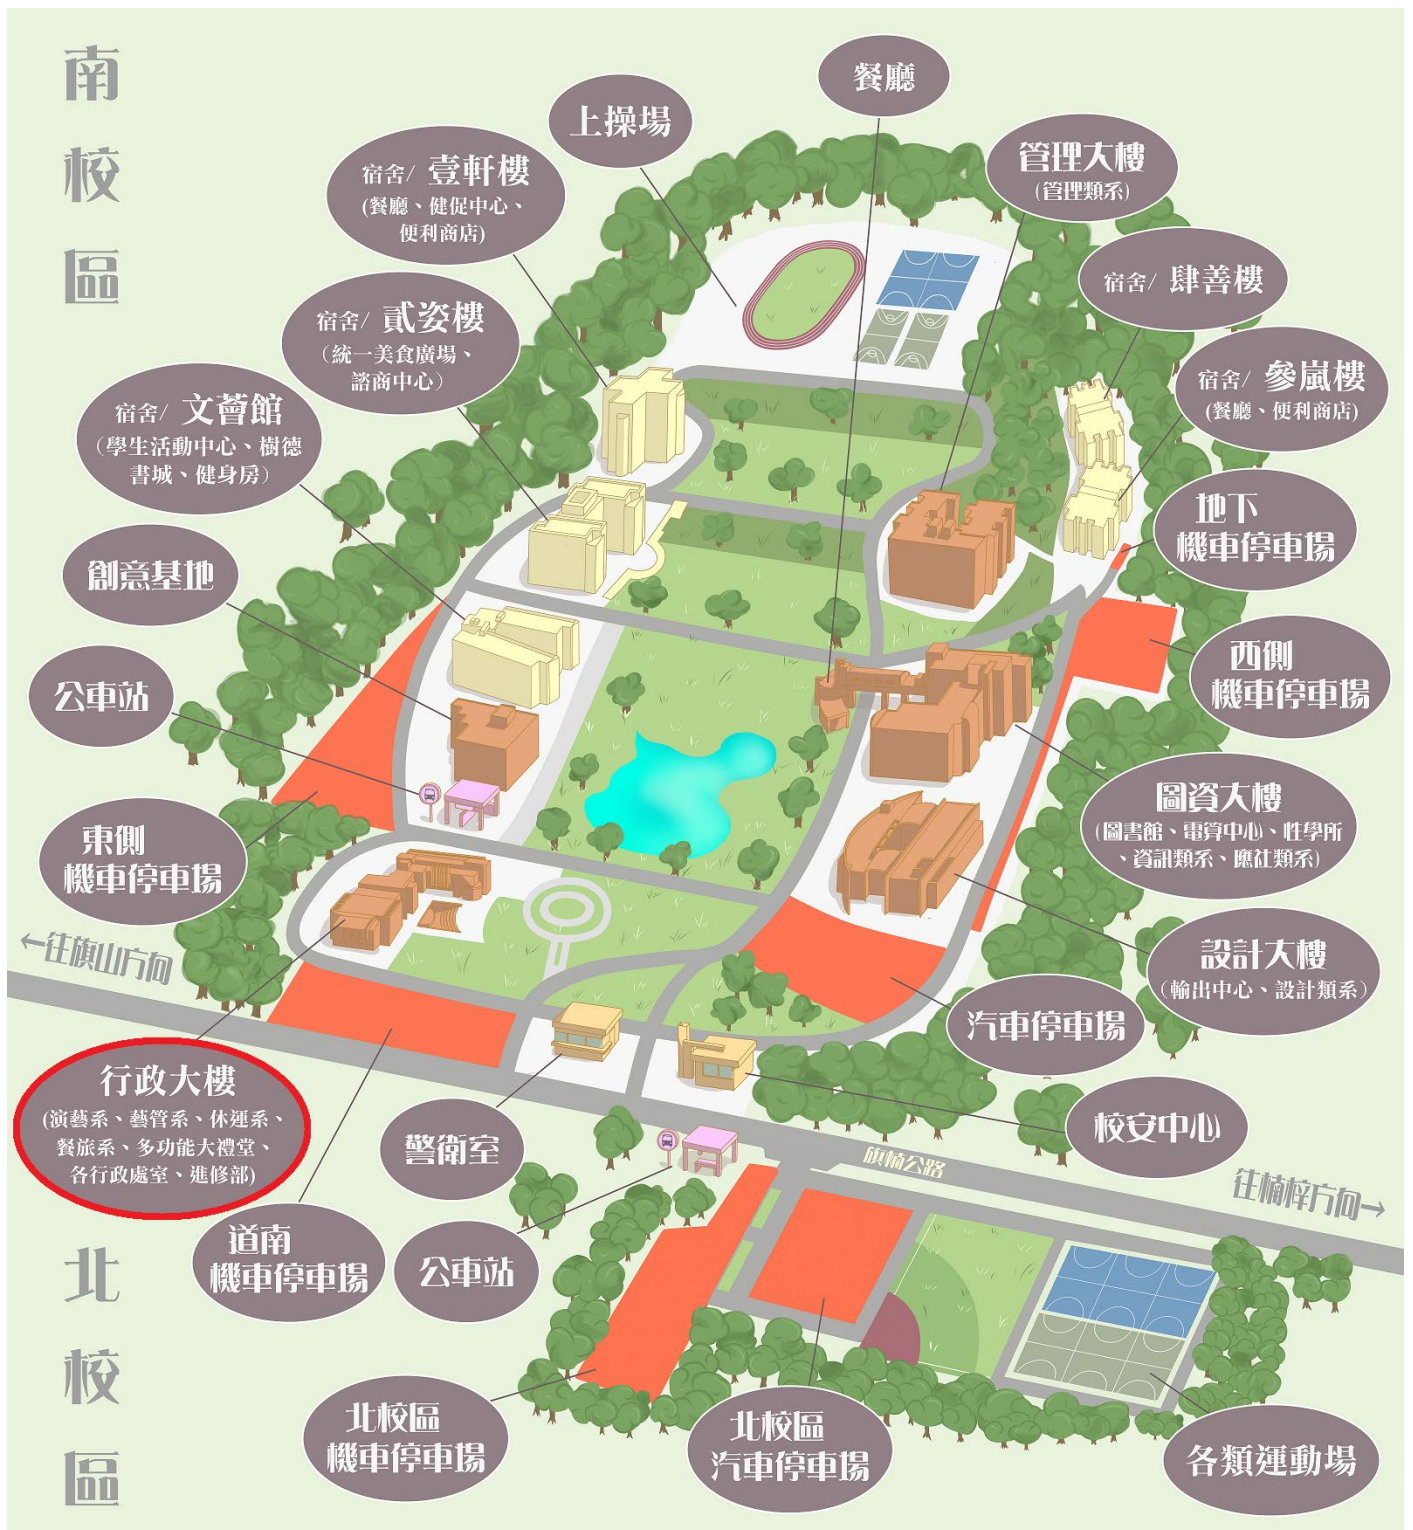 南
校
區
餐廳
上操場
管理大樓
(管理類系)
宿舍/ 壹軒樓
(餐廳、健促中心、
便利商店)
宿舍/ 肆善樓
宿舍/ 貳姿樓
（統一美食廣場、
諮商中心）
宿舍/ 參嵐樓
(餐廳、便利商店)
宿舍/ 文薈館
（學生活動中心、樹德
書城、健身房）
地下
機車停車場
創意基地
西側
機車停車場
公車站
圖資大樓
(圖書館、電算中心、性學所
、資訊類系、應社類系)
東側
機車停車場
設計大樓
（輸出中心、設計類系）
←往旗山方向
汽車停車場
行政大樓
(演藝系、藝管系、休運系、
餐旅系、多功能大禮堂、
各行政處室、進修部)
警衛室
校安中心
旗楠公路
往楠梓方向→
道南
機車停車場
公車站
北
校
區
北校區
機車停車場
北校區
汽車停車場
各類運動場